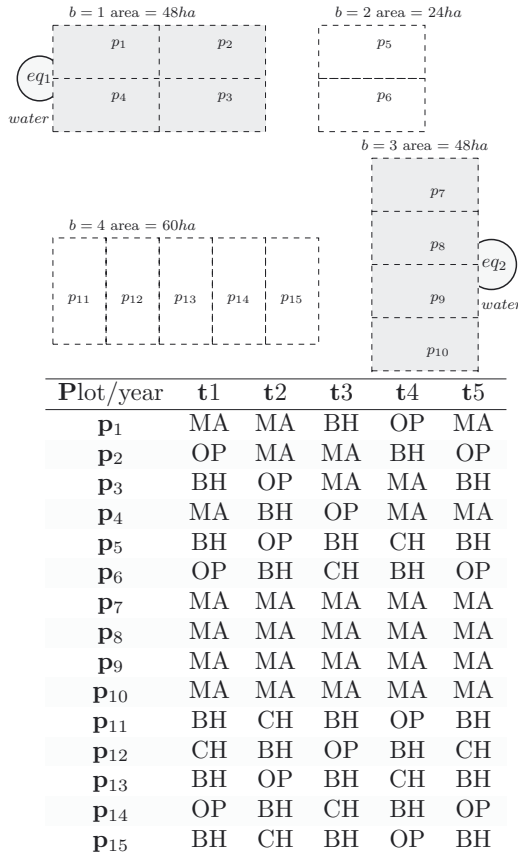 b = 1 area = 48ha
b = 2 area = 24ha
p1
p2
p5
eq1
p4
p3
p6
water
b = 3 area = 48ha
p7
b = 4 area = 60ha
p8
eq2
p11
p12
p13
p14
p15
p9
water
p10
Plot/year t1 t2 t3 t4 t5
p1 MA MA BH OP MA
p2 OP MA MA BH OP
p3 BH OP MA MA BH
p4 MA BH OP MA MA
p5 BH OP BH CH BH
p6 OP BH CH BH OP
p7 MA MA MA MA MA
p8 MA MA MA MA MA
p9 MA MA MA MA MA
p10 MA MA MA MA MA
p11 BH CH BH OP BH
p12 CH BH OP BH CH
p13 BH OP BH CH BH
p14 OP BH CH BH OP
p15 BH CH BH OP BH